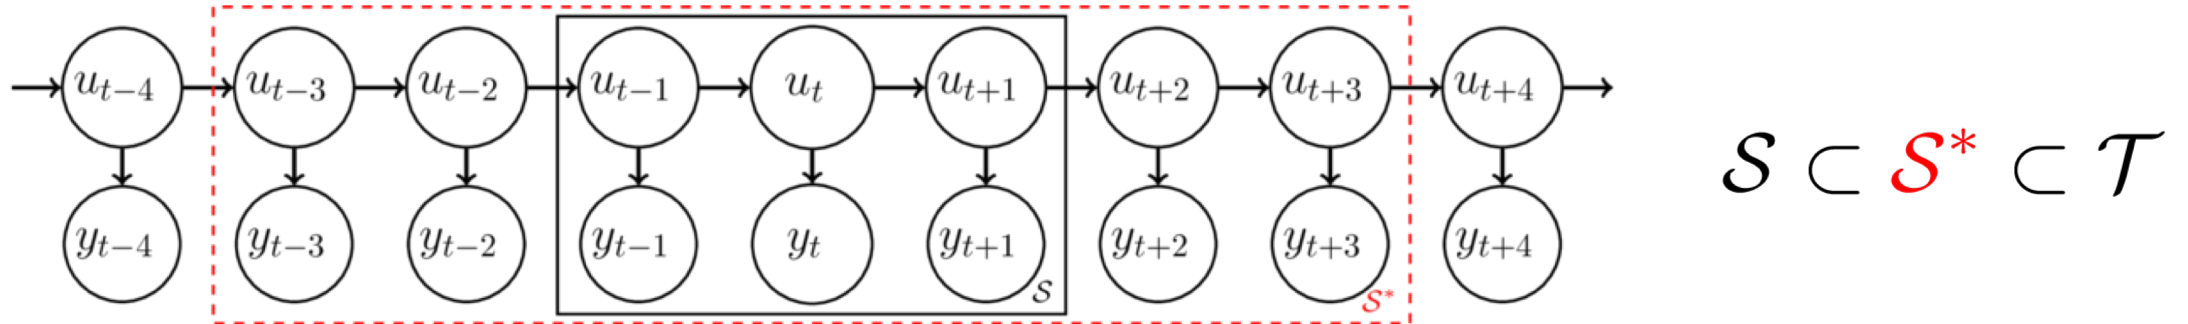 u_{t−4} u_{t−3} u_{t−2} u_{t−1} u_t u_{t+1} u_{t+2} u_{t+3} u_{t+4}
y_{t−4} y_{t−3} y_{t−2} y_{t−1} y_t y_{t+1} y_{t+2} y_{t+3} y_{t+4}
𝒮
𝒮*
𝒮 ⊂ 𝒮* ⊂ 𝒯